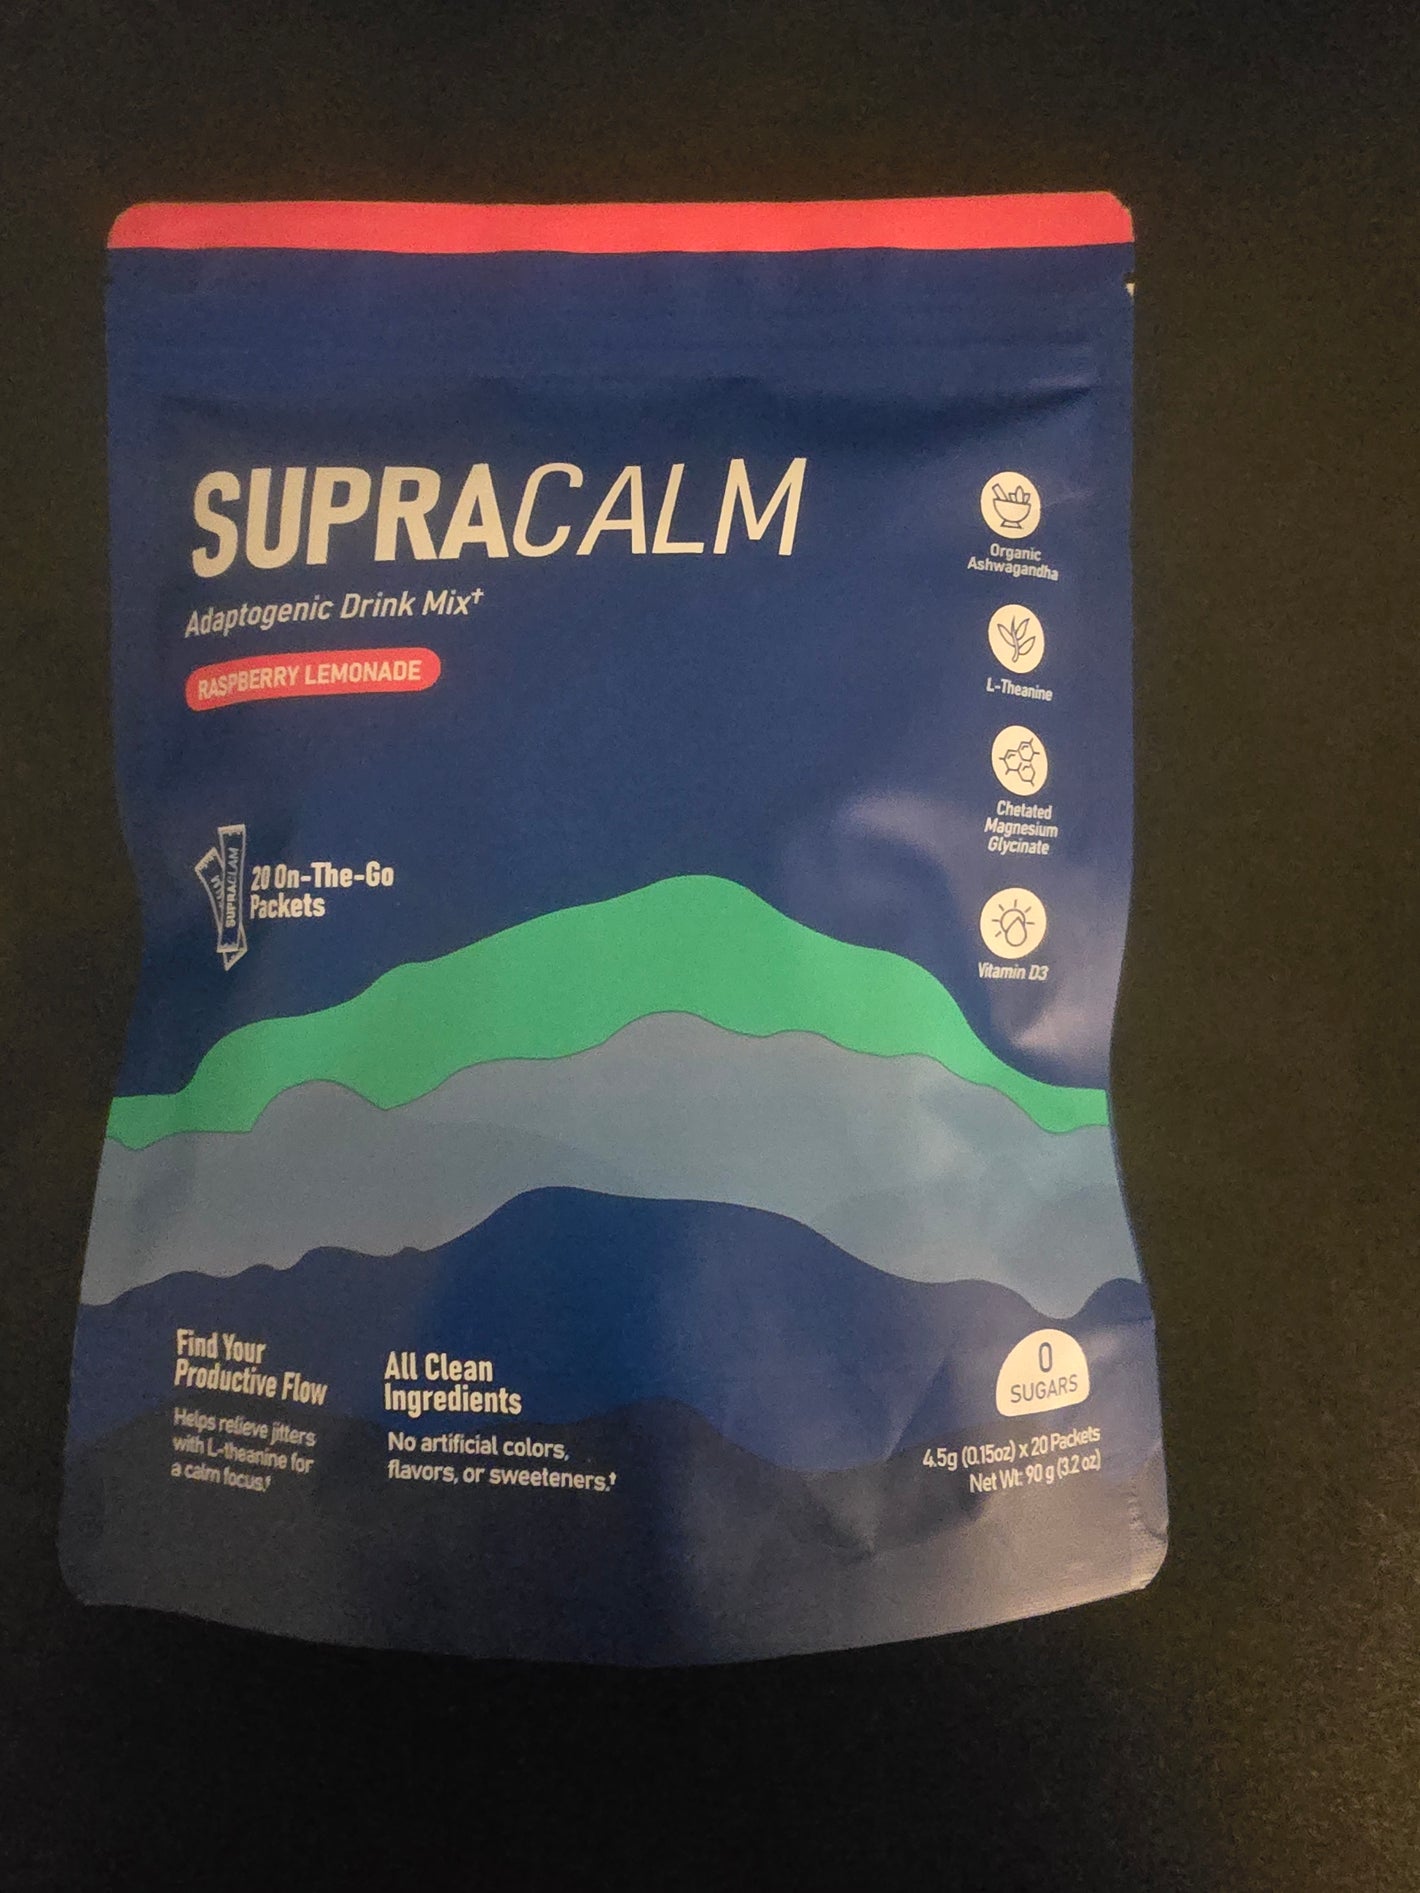 SUPRACALM
Adaptogenic Drink Mix†
RASPBERRY LEMONADE
Organic
Ashwagandha
L-Theanine
Chetated
Magnesium
Glycinate
Vitamin D3
SUPRACLAM
20 On-The-Go
Packets
Find Your
Productive Flow
Helps relieve jitters
with L-theanine for
a calm focus.†
All Clean
Ingredients
No artificial colors,
flavors, or sweeteners.†
0
SUGARS
4.5g (0.15oz) x 20 Packets
Net Wt: 90 g (3.2 oz)